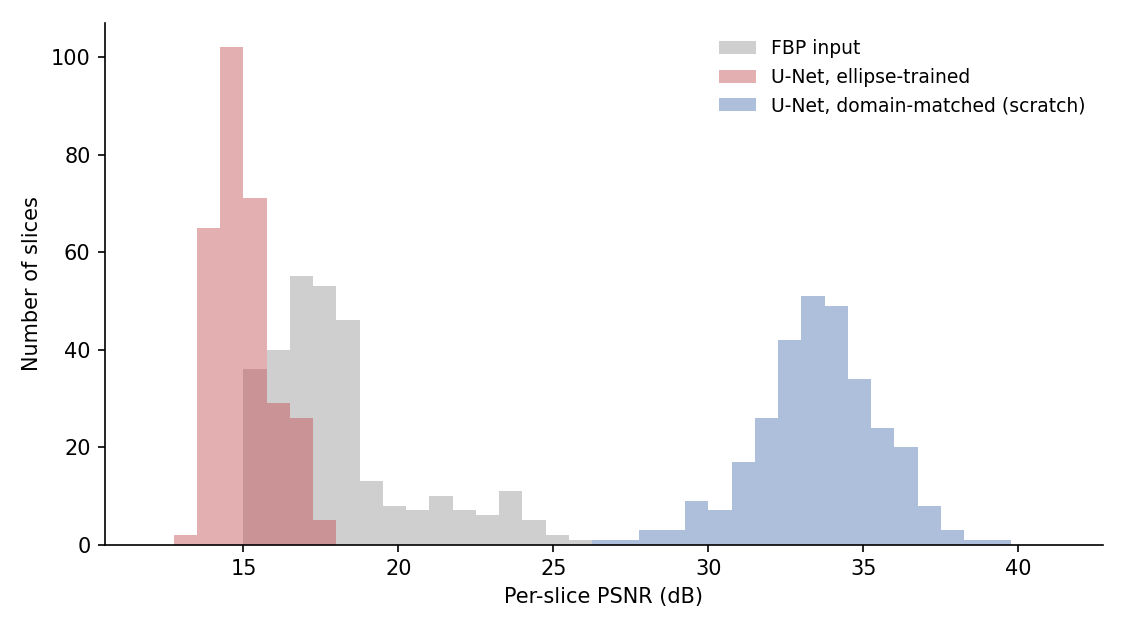 FBP input
U-Net, ellipse-trained
U-Net, domain-matched (scratch)
Number of slices
100
80
60
40
20
0
15
20
25
30
35
40
Per-slice PSNR (dB)